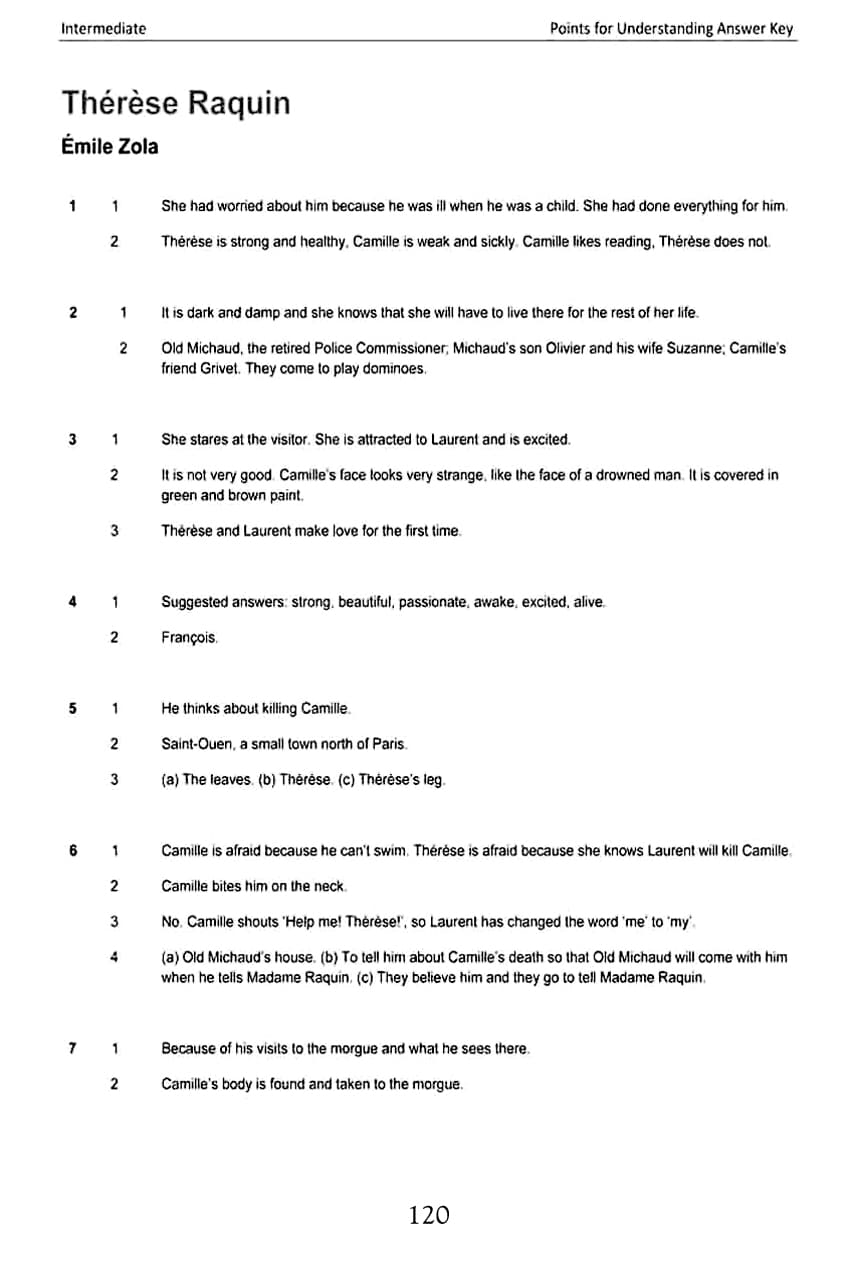 Intermediate Points for Understanding Answer Key
Thérèse Raquin
Émile Zola
1 1 She had worried about him because he was ill when he was a child. She had done everything for him.
2 Thérèse is strong and healthy, Camille is weak and sickly. Camille likes reading, Thérèse does not.
2 1 It is dark and damp and she knows that she will have to live there for the rest of her life.
2 Old Michaud, the retired Police Commissioner; Michaud's son Olivier and his wife Suzanne; Camille's
friend Grivet. They come to play dominoes.
3 1 She stares at the visitor. She is attracted to Laurent and is excited.
2 It is not very good. Camille's face looks very strange, like the face of a drowned man. It is covered in
green and brown paint.
3 Thérèse and Laurent make love for the first time.
4 1 Suggested answers: strong, beautiful, passionate, awake, excited, alive.
2 François.
5 1 He thinks about killing Camille.
2 Saint-Ouen, a small town north of Paris.
3 (a) The leaves. (b) Thérèse. (c) Thérèse's leg.
6 1 Camille is afraid because he can't swim. Thérèse is afraid because she knows Laurent will kill Camille.
2 Camille bites him on the neck.
3 No. Camille shouts 'Help me! Thérèse!', so Laurent has changed the word 'me' to 'my'.
4 (a) Old Michaud's house. (b) To tell him about Camille's death so that Old Michaud will come with him
when he tells Madame Raquin. (c) They believe him and they go to tell Madame Raquin.
7 1 Because of his visits to the morgue and what he sees there.
2 Camille's body is found and taken to the morgue.
120